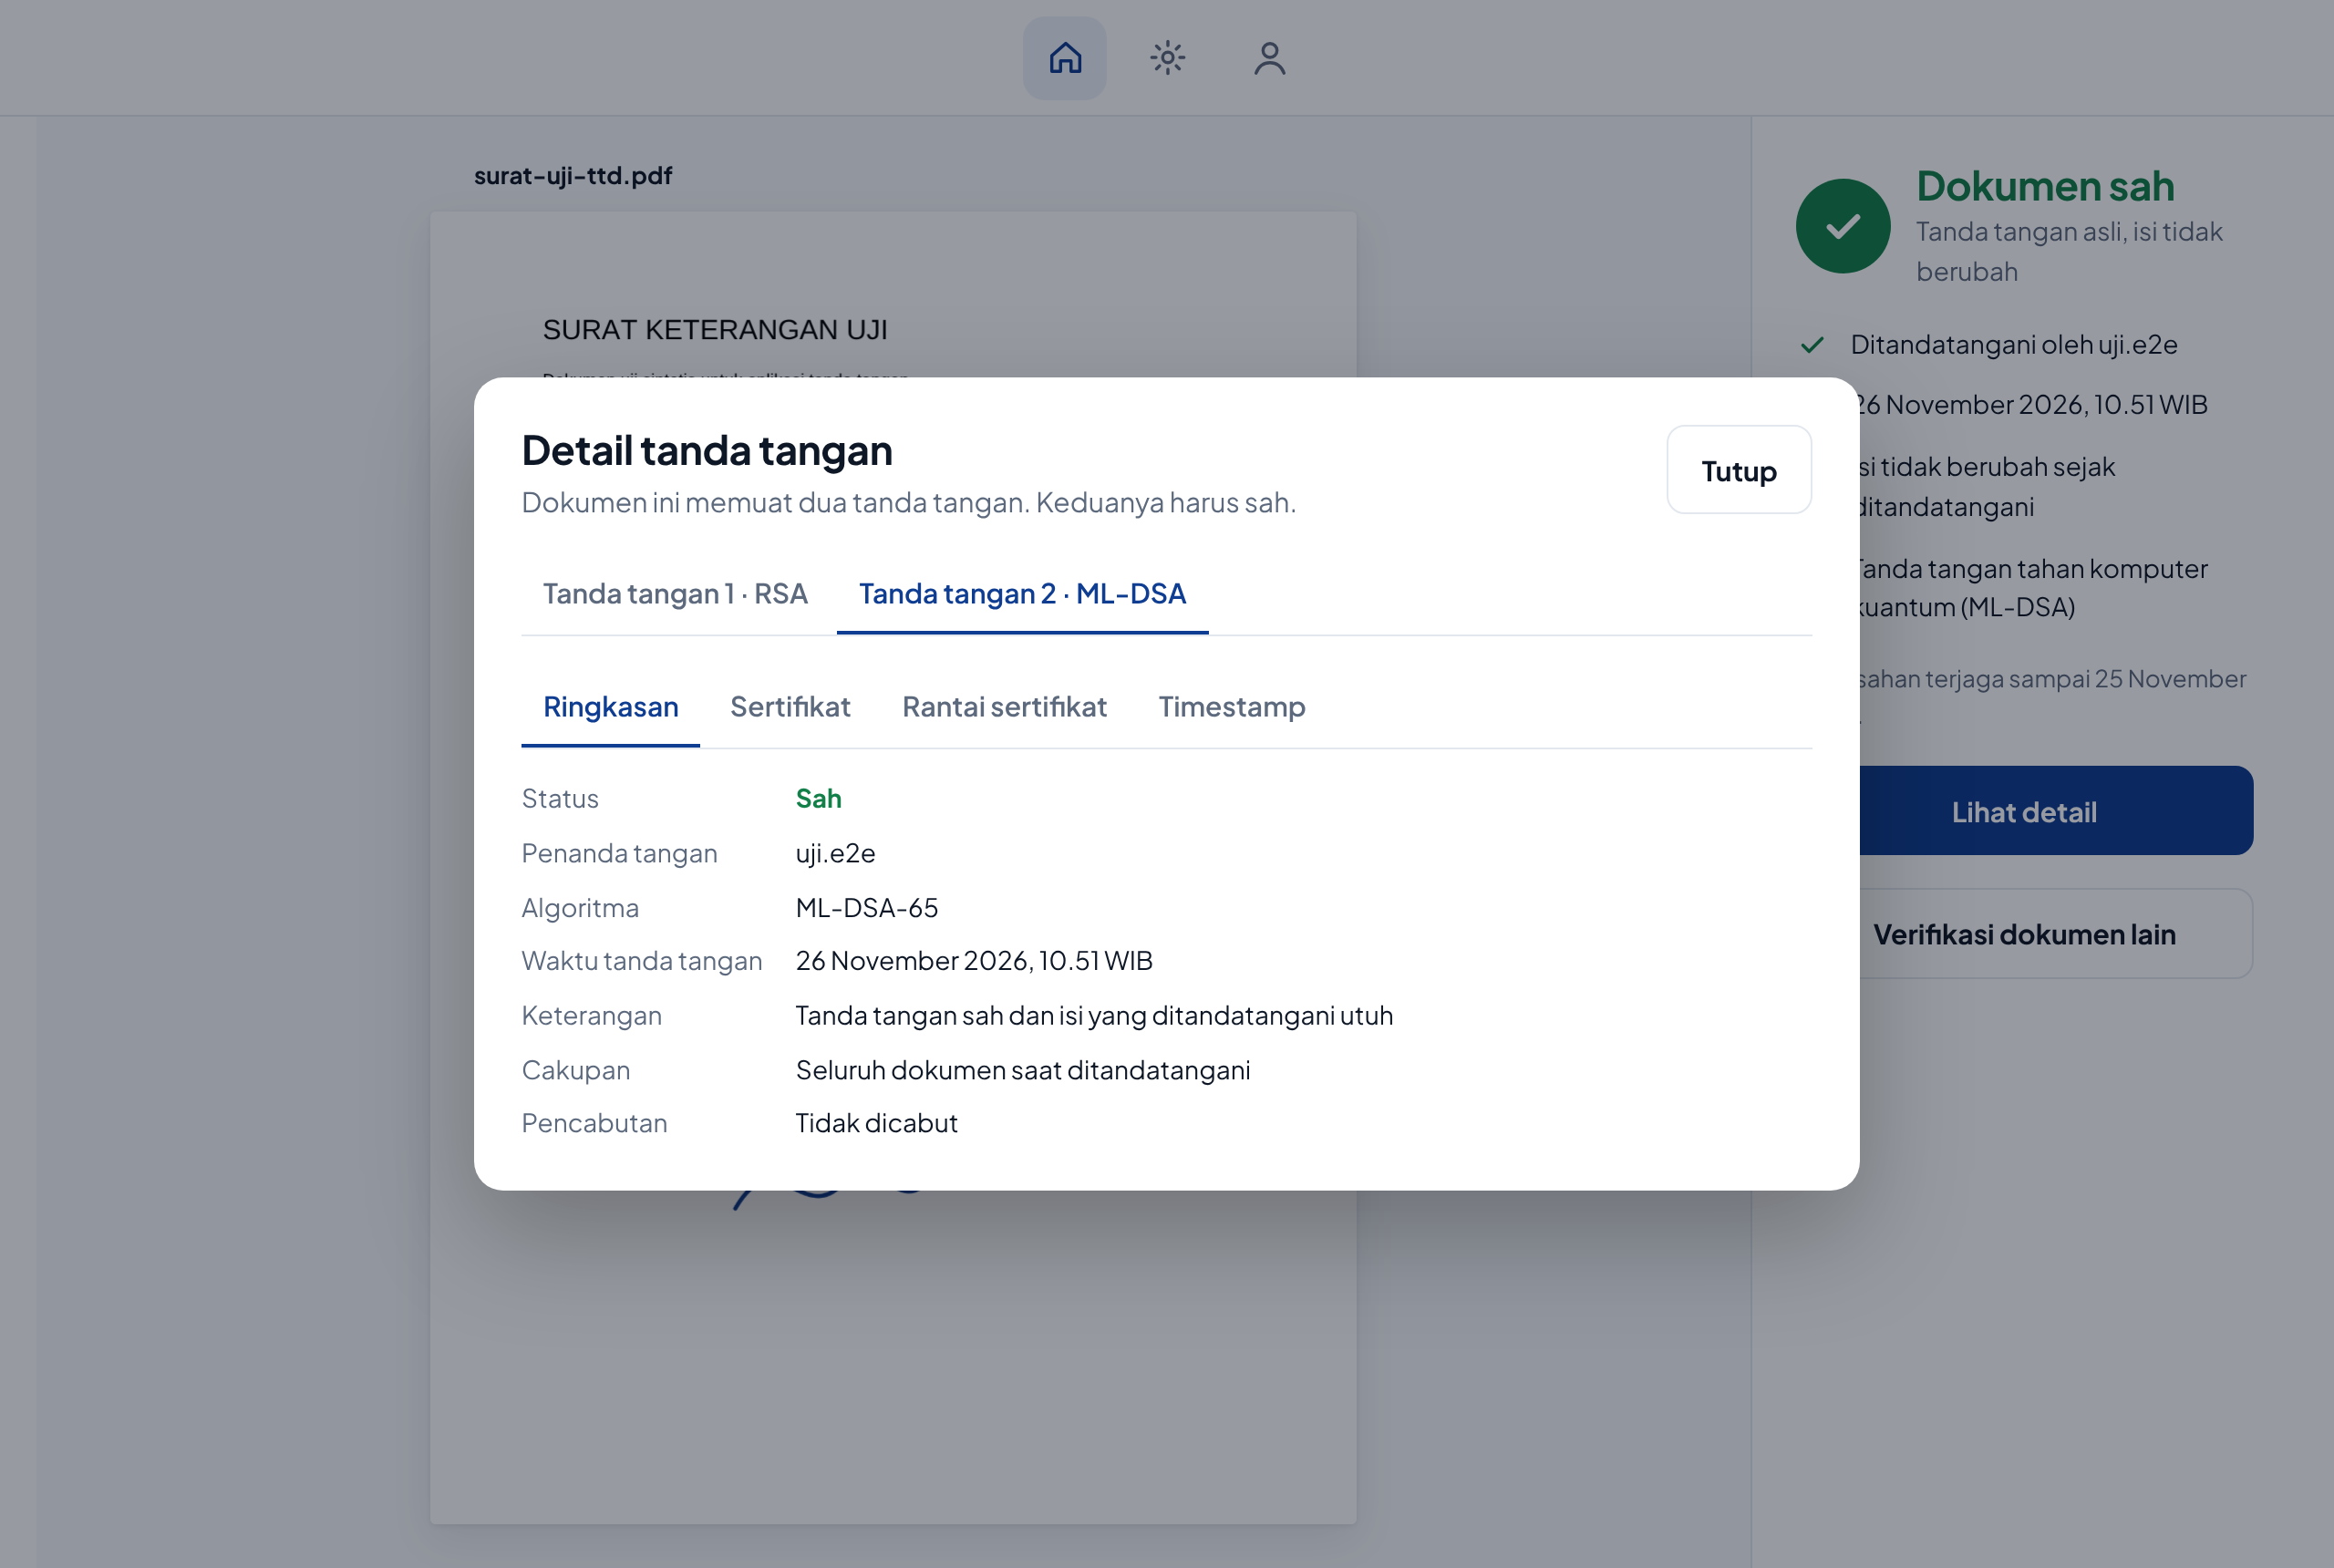 surat-uji-ttd.pdf
SURAT KETERANGAN UJI
Dokumen sah
Tanda tangan asli, isi tidak
berubah
Ditandatangani oleh uji.e2e
26 November 2026, 10.51 WIB
si tidak berubah sejak
ditandatangani
Tanda tangan tahan komputer
kuantum (ML-DSA)
sahan terjaga sampai 25 November
Lihat detail
Verifikasi dokumen lain
Detail tanda tangan
Dokumen ini memuat dua tanda tangan. Keduanya harus sah.
Tutup
Tanda tangan 1 · RSA
Tanda tangan 2 · ML-DSA
Ringkasan
Sertifikat
Rantai sertifikat
Timestamp
Status
Sah
Penanda tangan
uji.e2e
Algoritma
ML-DSA-65
Waktu tanda tangan
26 November 2026, 10.51 WIB
Keterangan
Tanda tangan sah dan isi yang ditandatangani utuh
Cakupan
Seluruh dokumen saat ditandatangani
Pencabutan
Tidak dicabut